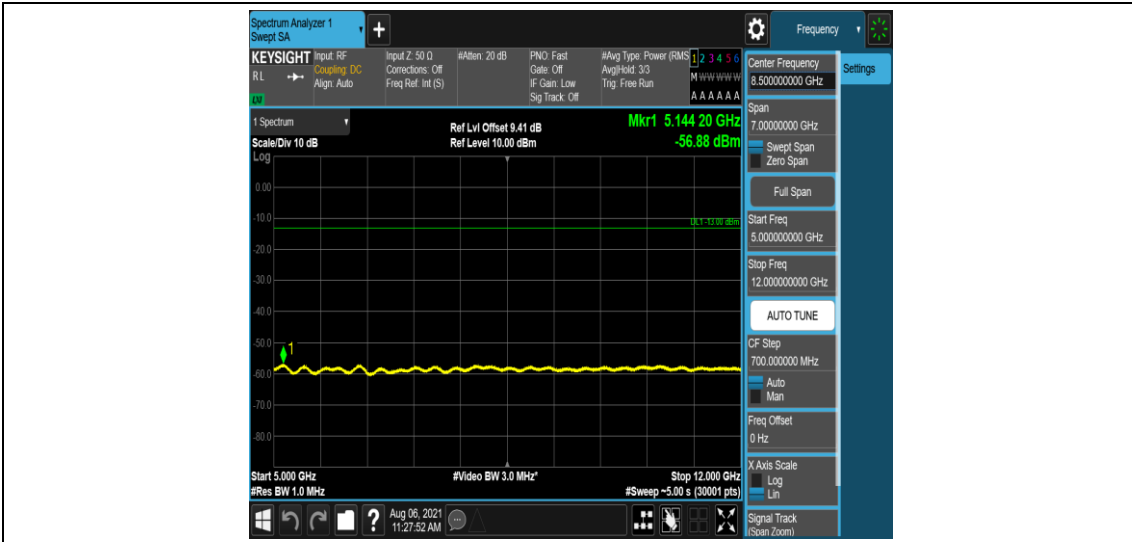 Spectrum Analyzer 1
Swept SA
+
Frequency
KEYSIGHT
RL
LXI
Input: RF
Coupling: DC
Align: Auto
Input Z: 50 Ω
Corrections: Off
Freq Ref: Int (S)
#Atten: 20 dB
PNO: Fast
Gate: Off
IF Gain: Low
Sig Track: Off
#Avg Type: Power (RMS
Avg|Hold: 3/3
Trig: Free Run
1 2 3 4 5 6
M W W W W W
A A A A A A
1 Spectrum
Scale/Div 10 dB
Log
Ref Lvl Offset 9.41 dB
Ref Level 10.00 dBm
Mkr1 5.144 20 GHz
-56.88 dBm
0.00
-10.0
DL1 -13.00 dBm
-20.0
-30.0
-40.0
-50.0
1
-60.0
-70.0
-80.0
Start 5.000 GHz
#Video BW 3.0 MHz*
Stop 12.000 GHz
#Res BW 1.0 MHz
#Sweep ~5.00 s (30001 pts)
?
Aug 06, 2021
11:27:52 AM
Center Frequency
8.500000000 GHz
Settings
Span
7.00000000 GHz
Swept Span
Zero Span
Full Span
Start Freq
5.000000000 GHz
Stop Freq
12.000000000 GHz
AUTO TUNE
CF Step
700.000000 MHz
Auto
Man
Freq Offset
0 Hz
X Axis Scale
Log
Lin
Signal Track
(Span Zoom)